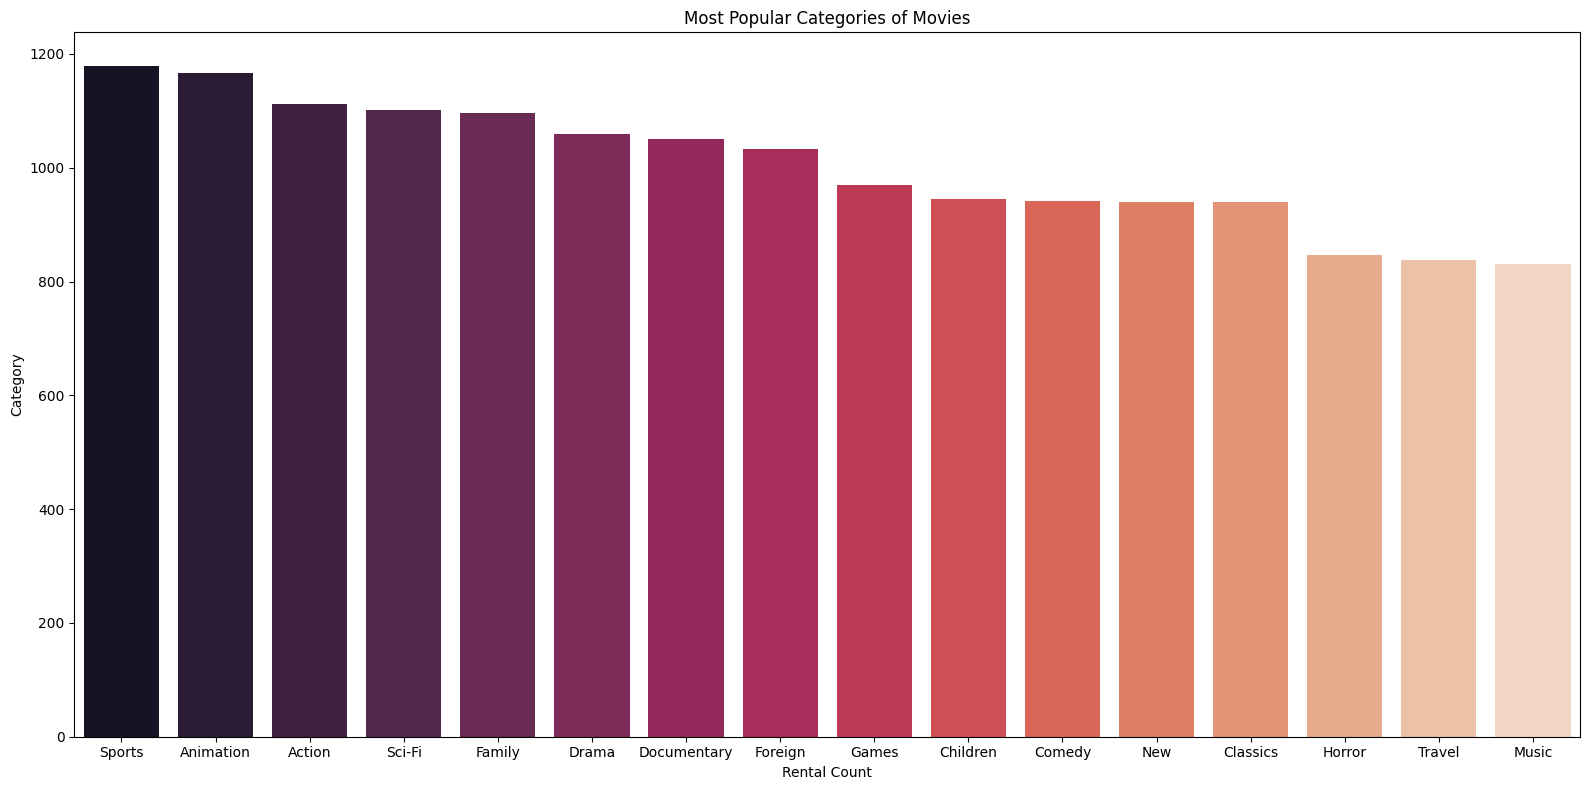 Most Popular Categories of Movies
1200
1000
800
600
400
200
0
Category
Sports Animation Action Sci-Fi Family Drama Documentary Foreign Games Children Comedy New Classics Horror Travel Music
Rental Count